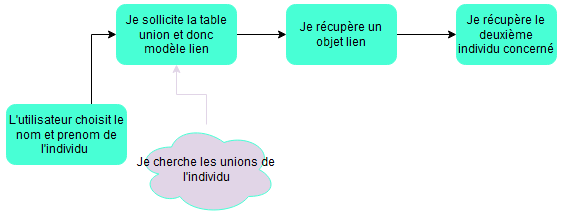 Je sollicite la table
union et donc
modèle lien
Je récupère un
objet lien
Je récupère le
deuxième
individu concerné
L'utilisateur choisit le
nom et prenom de
l'individu
Je cherche les unions de
l'individu